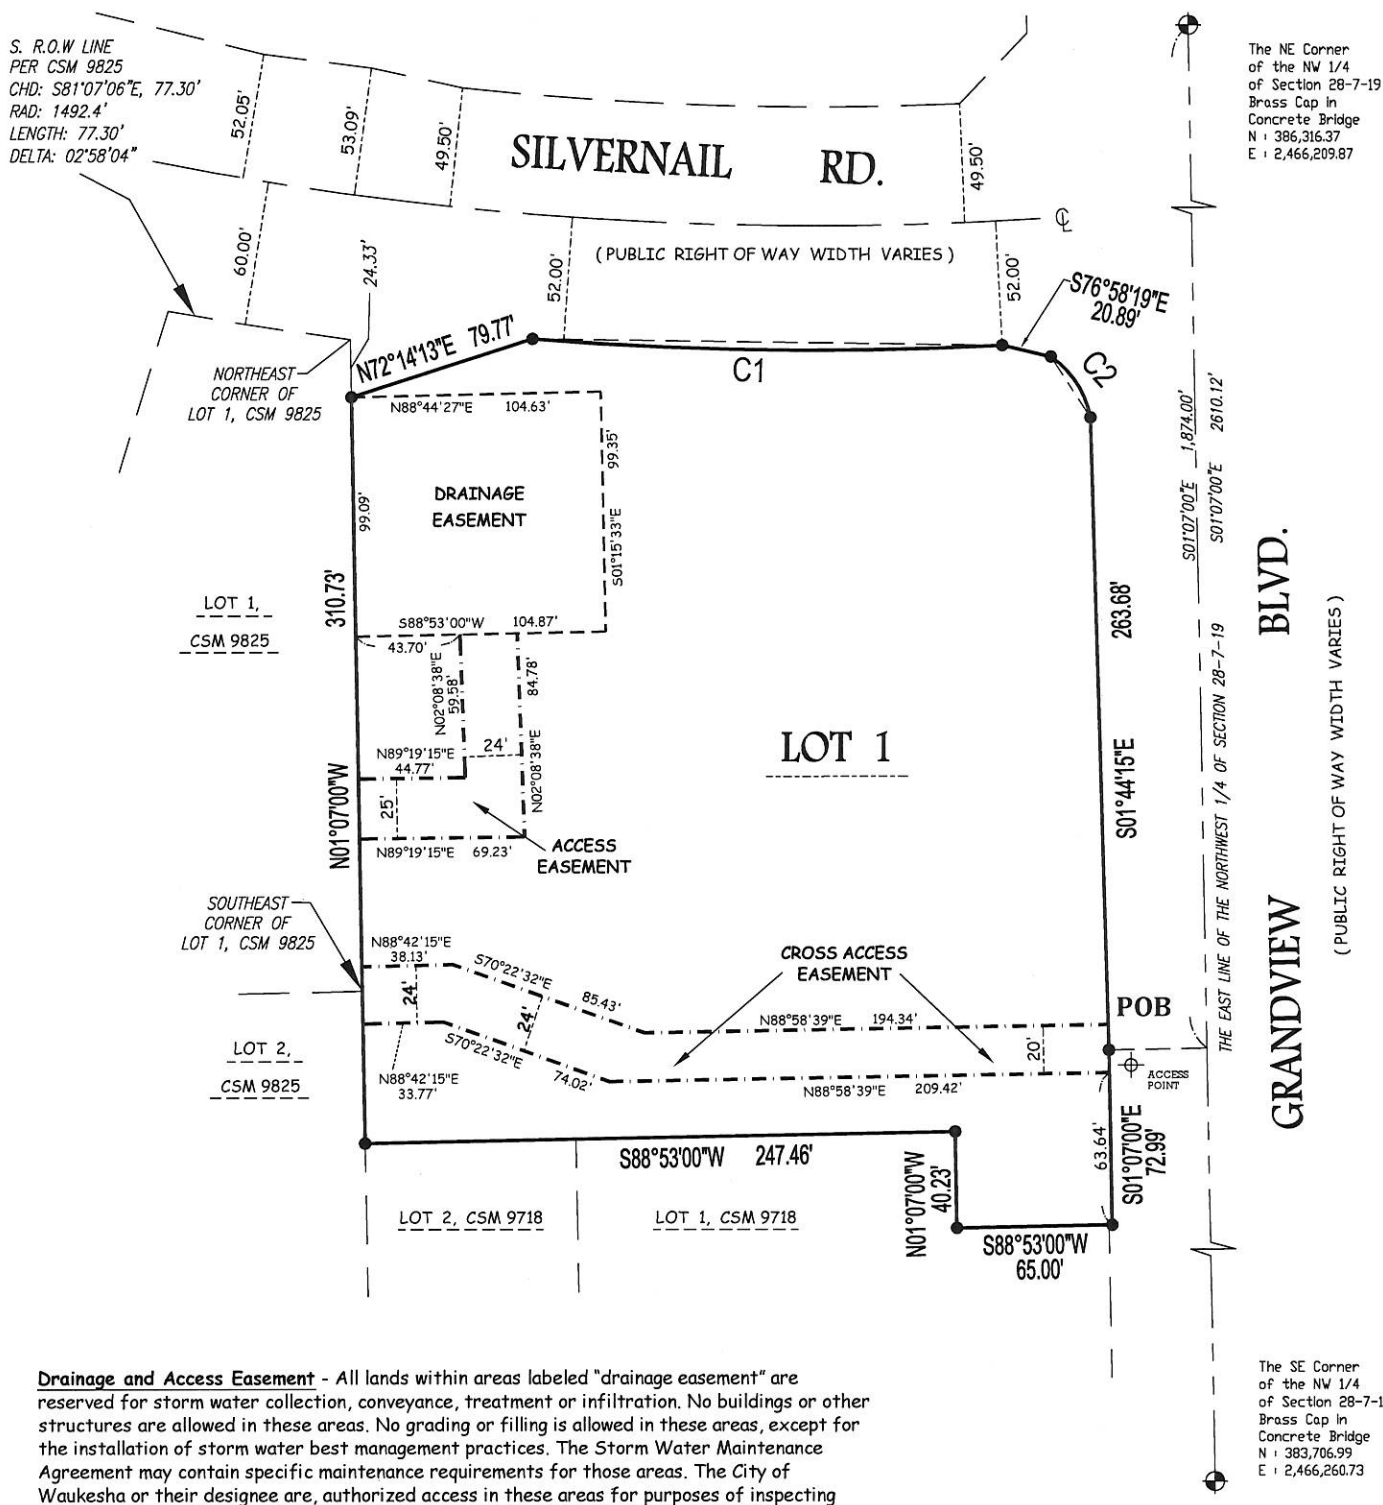 S. R.O.W LINE
PER CSM 9825
CHD: S81°07'06"E, 77.30'
RAD: 1492.4'
LENGTH: 77.30'
DELTA: 02°58'04"
52.05'
53.09'
49.50'
SILVERNAIL RD.
49.50'
The NE Corner
of the NW 1/4
of Section 28-7-19
Brass Cap in
Concrete Bridge
N : 386,316.37
E : 2,466,209.87
60.00'
24.33'
52.00'
(PUBLIC RIGHT OF WAY WIDTH VARIES)
52.00'
℄
S76°58'19"E
20.89'
N72°14'13"E 79.77'
C1
C2
NORTHEAST
CORNER OF
LOT 1, CSM 9825
N88°44'27"E 104.63'
99.35'
S01°15'33"E
DRAINAGE
EASEMENT
99.09'
310.73'
S01°07'00"E 1,874.00'
S01°07'00"E 2610.12'
LOT 1,
CSM 9825
S88°53'00"W 104.87'
43.70'
N02°08'38"E
59.58'
84.78'
N02°08'38"E
24'
N89°19'15"E
44.77'
25'
N89°19'15"E 69.23'
ACCESS
EASEMENT
LOT 1
263.68'
S01°44'15"E
N01°07'00"W
THE EAST LINE OF THE NORTHWEST 1/4 OF SECTION 28-7-19
GRANDVIEW BLVD.
(PUBLIC RIGHT OF WAY WIDTH VARIES)
SOUTHEAST
CORNER OF
LOT 1, CSM 9825
N88°42'15"E
38.13'
S70°22'32"E
85.43'
24'
24'
CROSS ACCESS
EASEMENT
N88°58'39"E 194.34'
POB
20'
ACCESS
POINT
S70°22'32"E
74.02'
N88°42'15"E
33.77'
N88°58'39"E 209.42'
LOT 2,
CSM 9825
63.64'
S01°07'00"E
72.99'
S88°53'00"W 247.46'
N01°07'00"W
40.23'
S88°53'00"W
65.00'
LOT 2, CSM 9718
LOT 1, CSM 9718
The SE Corner
of the NW 1/4
of Section 28-7-1
Brass Cap in
Concrete Bridge
N : 383,706.99
E : 2,466,260.73
Drainage and Access Easement - All lands within areas labeled "drainage easement" are
reserved for storm water collection, conveyance, treatment or infiltration. No buildings or other
structures are allowed in these areas. No grading or filling is allowed in these areas, except for
the installation of storm water best management practices. The Storm Water Maintenance
Agreement may contain specific maintenance requirements for those areas. The City of
Waukesha or their designee are, authorized access in these areas for purposes of inspecting